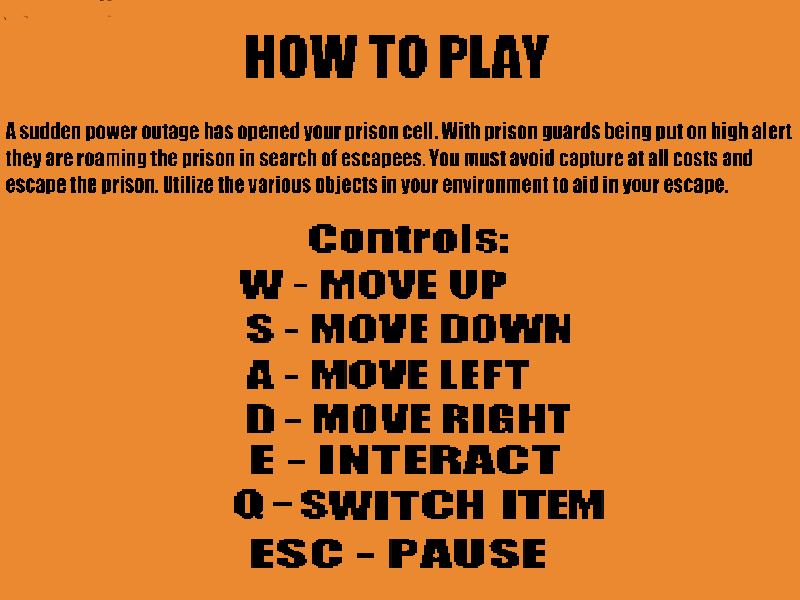 HOW TO PLAY
A sudden power outage has opened your prison cell. With prison guards being put on high alert
they are roaming the prison in search of escapees. You must avoid capture at all costs and
escape the prison. Utilize the various objects in your environment to aid in your escape.
Controls:
W - MOVE UP
S - MOVE DOWN
A - MOVE LEFT
D - MOVE RIGHT
E - INTERACT
Q - SWITCH ITEM
ESC - PAUSE